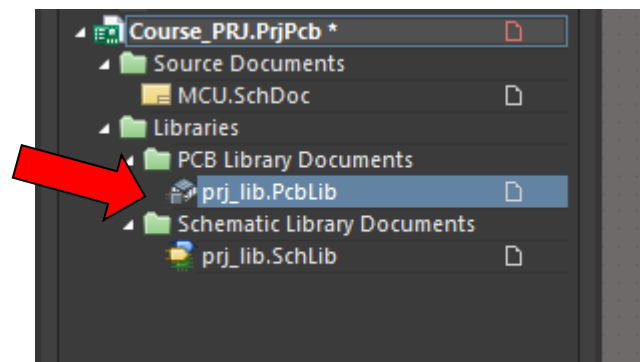 Course_PRJ.PrjPcb *
Source Documents
MCU.SchDoc
Libraries
PCB Library Documents
prj_lib.PcbLib
Schematic Library Documents
prj_lib.SchLib